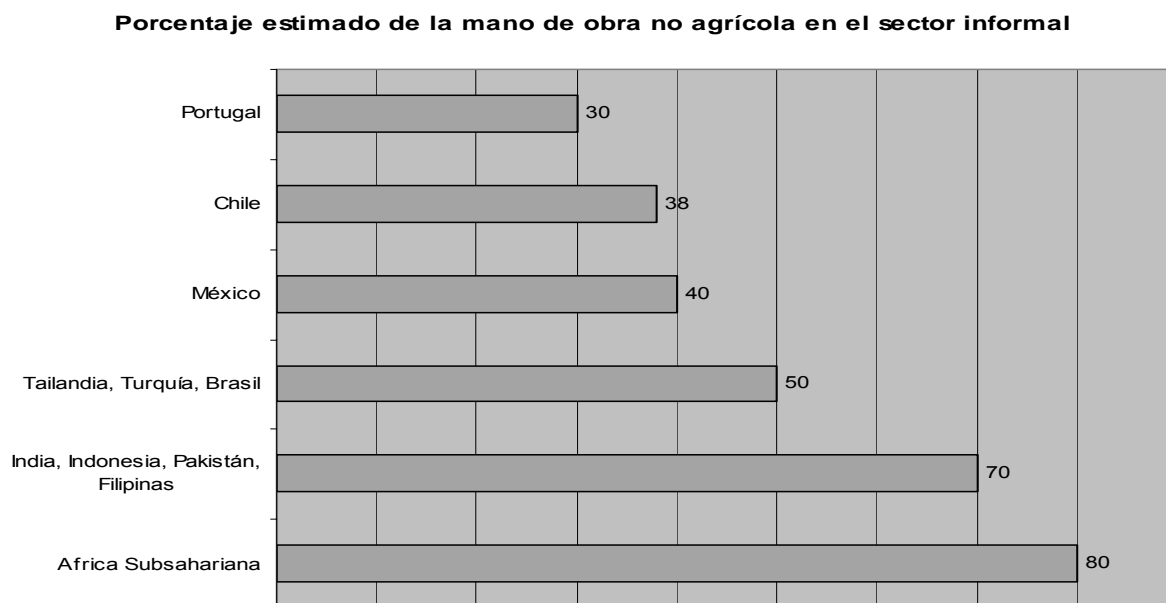 Porcentaje estimado de la mano de obra no agrícola en el sector informal
Portugal
30
Chile
38
México
40
Tailandia, Turquía, Brasil
50
India, Indonesia, Pakistán,
Filipinas
70
Africa Subsahariana
80